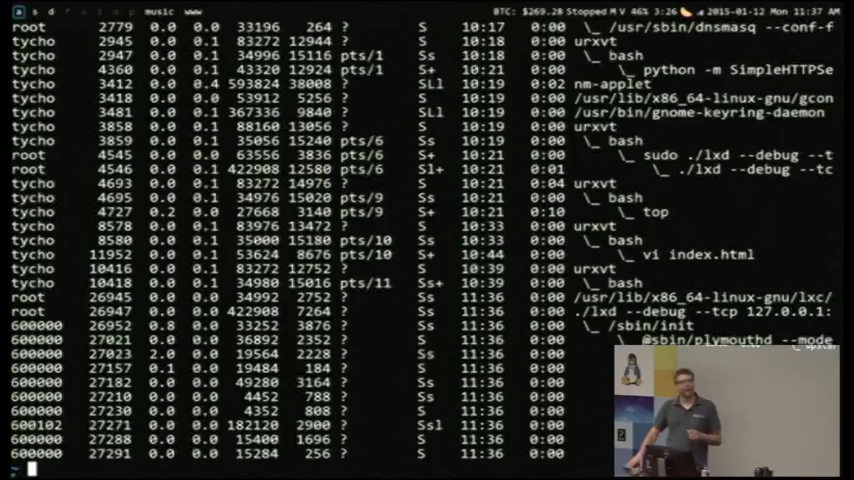 a s d f u i o p music www BTC: $269.28 Stopped M V 46% 3:26 2015-01-12 Mon 11:37 AM
root 2779 0.0 0.0 33196 264 ? S 10:17 0:00 \_ /usr/sbin/dnsmasq --conf-f
tycho 2945 0.0 0.1 83272 12944 ? S 10:18 0:00 urxvt
tycho 2947 0.0 0.1 34996 15116 pts/1 Ss 10:18 0:00 \_ bash
tycho 4360 0.0 0.1 43320 12924 pts/1 S+ 10:21 0:00 \_ python -m SimpleHTTPSe
tycho 3412 0.0 0.4 593824 38008 ? SLl 10:19 0:02 nm-applet
tycho 3418 0.0 0.0 53912 5256 ? S 10:19 0:00 /usr/lib/x86_64-linux-gnu/gcon
tycho 3481 0.0 0.1 367336 9840 ? SLl 10:19 0:00 /usr/bin/gnome-keyring-daemon
tycho 3858 0.0 0.1 88160 13056 ? S 10:19 0:00 urxvt
tycho 3859 0.0 0.1 35056 15240 pts/6 Ss 10:19 0:00 \_ bash
root 4545 0.0 0.0 63556 3836 pts/6 S+ 10:21 0:00 \_ sudo ./lxd --debug --t
root 4546 0.0 0.1 422908 12580 pts/6 Sl+ 10:21 0:01 \_ ./lxd --debug --tc
tycho 4693 0.0 0.1 83272 14976 ? S 10:21 0:04 urxvt
tycho 4695 0.0 0.1 34976 15020 pts/9 Ss 10:21 0:00 \_ bash
tycho 4727 0.2 0.0 27668 3140 pts/9 S+ 10:21 0:10 \_ top
tycho 8578 0.0 0.1 83976 13472 ? S 10:33 0:00 urxvt
tycho 8580 0.0 0.1 35000 15180 pts/10 Ss 10:33 0:00 \_ bash
tycho 11952 0.0 0.1 53624 8676 pts/10 S+ 10:44 0:00 \_ vi index.html
tycho 10416 0.0 0.1 83272 12752 ? S 10:39 0:00 urxvt
tycho 10418 0.0 0.1 34980 15016 pts/11 Ss+ 10:39 0:00 \_ bash
root 26945 0.0 0.0 34992 2752 ? Ss 11:36 0:00 /usr/lib/x86_64-linux-gnu/lxc/
root 26947 0.0 0.0 422908 7264 ? Ss 11:36 0:00 ./lxd --debug --tcp 127.0.0.1:
600000 26952 0.8 0.0 33252 3876 ? Ss 11:36 0:00 \_ /sbin/init
600000 27021 0.0 0.0 36892 2352 ? S 11:36 0:00 \_ @sbin/plymouthd --mode
600000 27023 2.0 0.0 19564 2228 ? Ss 11:36 0:00
600000 27157 0.1 0.0 19484 184 ? S 11:36 0:00
600000 27182 0.0 0.0 49280 3164 ? Ss 11:36 0:00
600000 27210 0.0 0.0 4452 788 ? Ss 11:36 0:00
600000 27230 0.0 0.0 4352 808 ? S 11:36 0:00
600102 27271 0.0 0.0 182120 2900 ? Ssl 11:36 0:00
600000 27288 0.0 0.0 15400 1696 ? S 11:36 0:00
600000 27291 0.0 0.0 15284 256 ? S 11:36 0:00
~